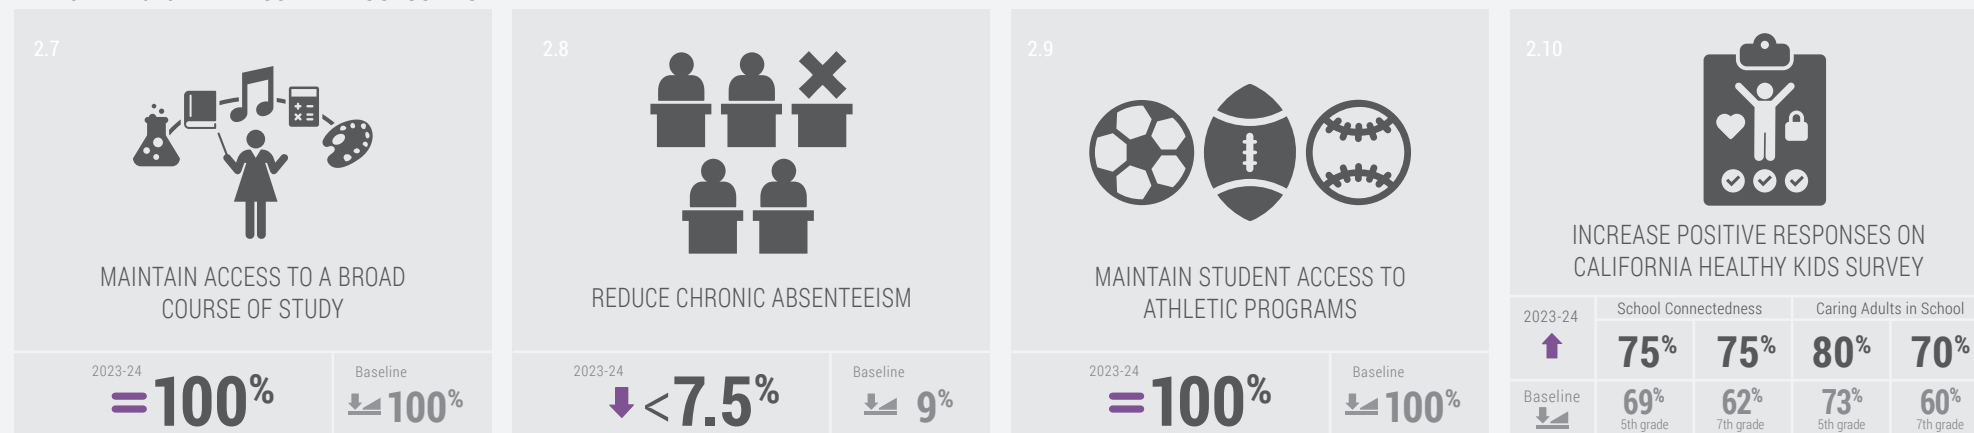 2.7
MAINTAIN ACCESS TO A BROAD
COURSE OF STUDY
2023-24
=100%
Baseline
100%
2.8
REDUCE CHRONIC ABSENTEEISM
2023-24
<7.5%
Baseline
9%
2.9
MAINTAIN STUDENT ACCESS TO
ATHLETIC PROGRAMS
2023-24
=100%
Baseline
100%
2.10
INCREASE POSITIVE RESPONSES ON
CALIFORNIA HEALTHY KIDS SURVEY
School Connectedness Caring Adults in School
2023-24
75% 75% 80% 70%
Baseline
69% 62% 73% 60%
5th grade 7th grade 5th grade 7th grade